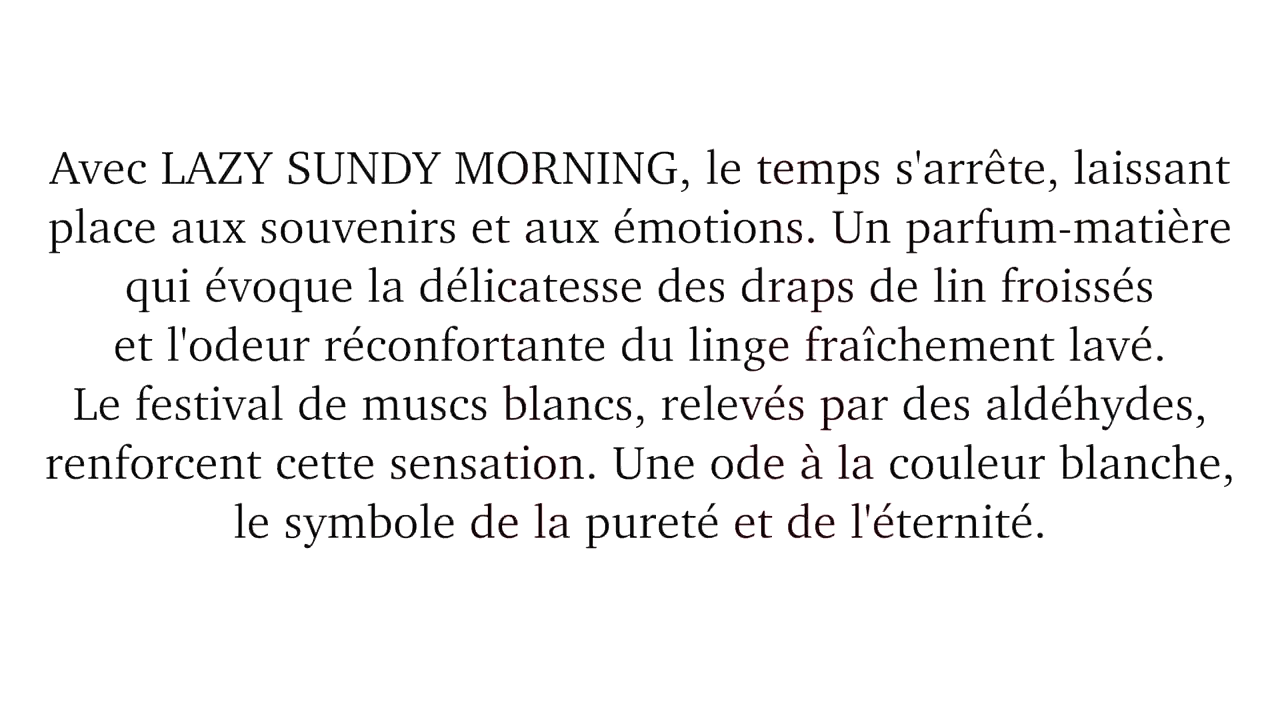 Avec LAZY SUNDY MORNING, le temps s'arrête, laissant
place aux souvenirs et aux émotions. Un parfum-matière
qui évoque la délicatesse des draps de lin froissés
et l'odeur réconfortante du linge fraîchement lavé.
Le festival de muscs blancs, relevés par des aldéhydes,
renforcent cette sensation. Une ode à la couleur blanche,
le symbole de la pureté et de l'éternité.